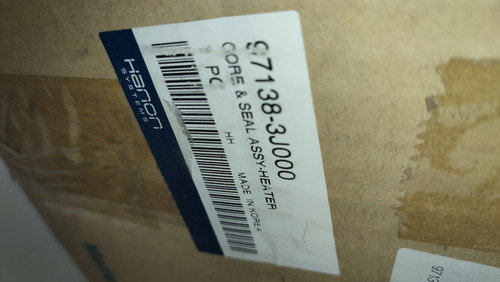 Hanon
SYSTEMS
97138-3J000
CORE & SEAL ASSY-HEATER
PC
HH
MADE IN KOREA